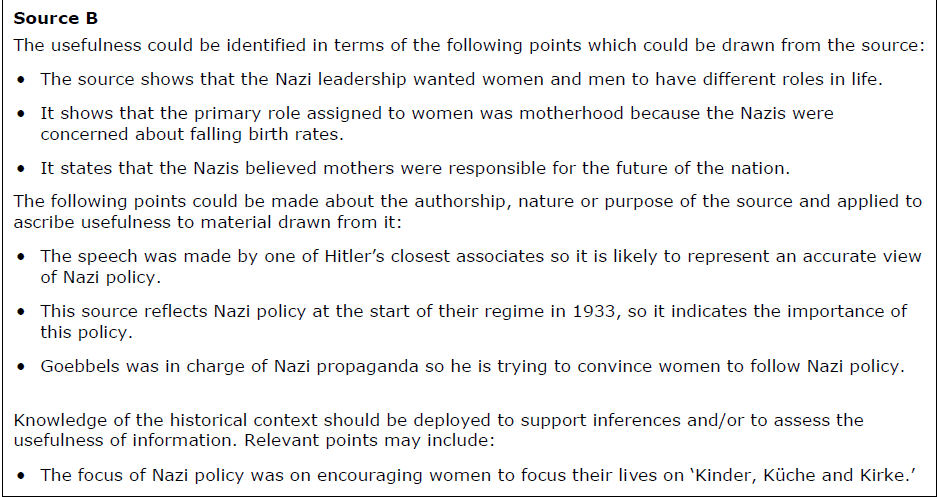 Source B
The usefulness could be identified in terms of the following points which could be drawn from the source:
• The source shows that the Nazi leadership wanted women and men to have different roles in life.
• It shows that the primary role assigned to women was motherhood because the Nazis were
concerned about falling birth rates.
• It states that the Nazis believed mothers were responsible for the future of the nation.
The following points could be made about the authorship, nature or purpose of the source and applied to
ascribe usefulness to material drawn from it:
• The speech was made by one of Hitler’s closest associates so it is likely to represent an accurate view
of Nazi policy.
• This source reflects Nazi policy at the start of their regime in 1933, so it indicates the importance of
this policy.
• Goebbels was in charge of Nazi propaganda so he is trying to convince women to follow Nazi policy.
Knowledge of the historical context should be deployed to support inferences and/or to assess the
usefulness of information. Relevant points may include:
• The focus of Nazi policy was on encouraging women to focus their lives on ‘Kinder, Küche and Kirke.’